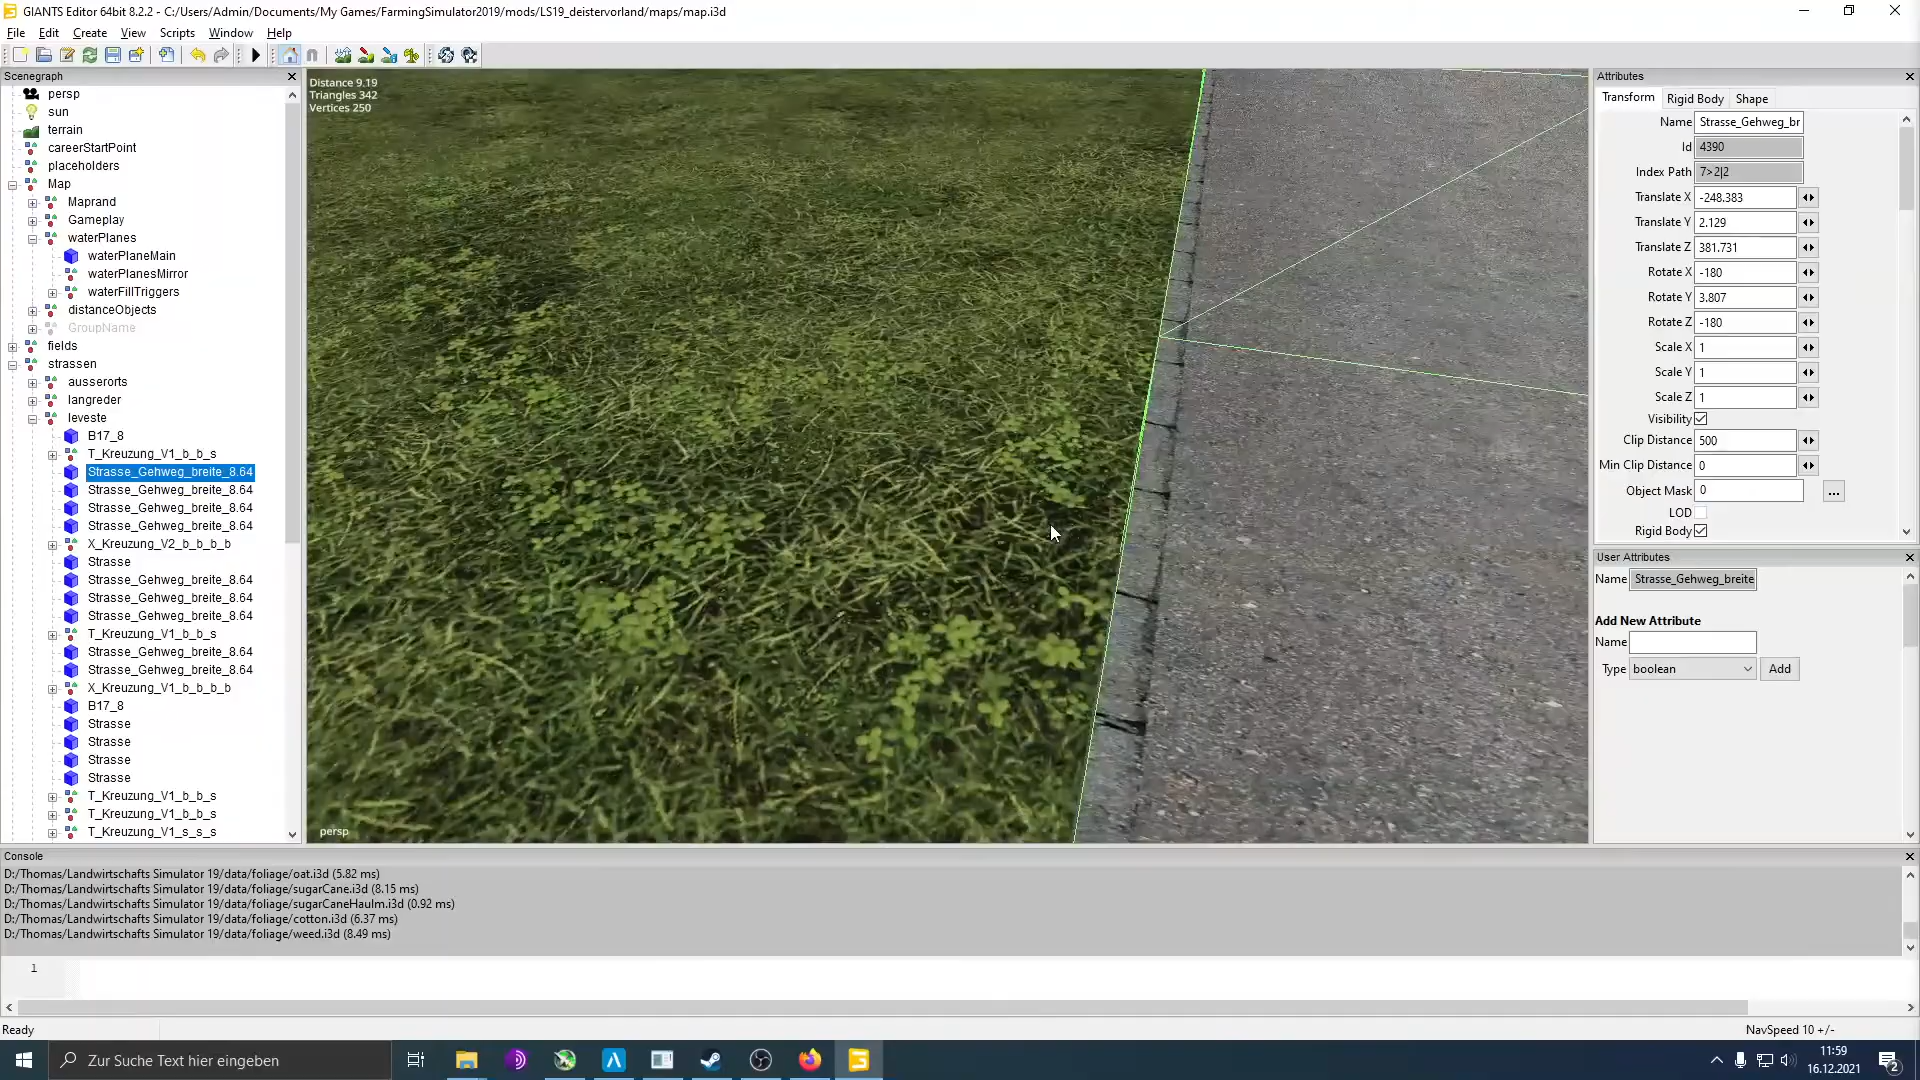 GIANTS Editor 64bit 8.2.2 - C:/Users/Admin/Documents/My Games/FarmingSimulator2019/mods/LS19_deistervorland/maps/map.i3d
File Edit Create View Scripts Window Help
Scenegraph
persp
sun
terrain
careerStartPoint
placeholders
Map
Maprand
Gameplay
waterPlanes
waterPlaneMain
waterPlanesMirror
waterFillTriggers
distanceObjects
GroupName
fields
strassen
ausserorts
langreder
leveste
B17_8
T_Kreuzung_V1_b_b_s
Strasse_Gehweg_breite_8.64
Strasse_Gehweg_breite_8.64
Strasse_Gehweg_breite_8.64
Strasse_Gehweg_breite_8.64
X_Kreuzung_V2_b_b_b_b
Strasse
Strasse_Gehweg_breite_8.64
Strasse_Gehweg_breite_8.64
Strasse_Gehweg_breite_8.64
T_Kreuzung_V1_b_b_s
Strasse_Gehweg_breite_8.64
Strasse_Gehweg_breite_8.64
X_Kreuzung_V1_b_b_b_b
B17_8
Strasse
Strasse
Strasse
Strasse
T_Kreuzung_V1_b_b_s
T_Kreuzung_V1_b_b_s
T_Kreuzung_V1_s_s_s
Distance 9.19
Triangles 342
Vertices 250
persp
Attributes
Transform Rigid Body Shape
Name Strasse_Gehweg_br
Id 4390
Index Path 7>2|2
Translate X -248.383
Translate Y 2.129
Translate Z 381.731
Rotate X -180
Rotate Y 3.807
Rotate Z -180
Scale X 1
Scale Y 1
Scale Z 1
Visibility
Clip Distance 500
Min Clip Distance 0
Object Mask 0 ...
LOD
Rigid Body
User Attributes
Name Strasse_Gehweg_breite
Add New Attribute
Name
Type boolean Add
Console
D:/Thomas/Landwirtschafts Simulator 19/data/foliage/oat.i3d (5.82 ms)
D:/Thomas/Landwirtschafts Simulator 19/data/foliage/sugarCane.i3d (8.15 ms)
D:/Thomas/Landwirtschafts Simulator 19/data/foliage/sugarCaneHaulm.i3d (0.92 ms)
D:/Thomas/Landwirtschafts Simulator 19/data/foliage/cotton.i3d (6.37 ms)
D:/Thomas/Landwirtschafts Simulator 19/data/foliage/weed.i3d (8.49 ms)
1
Ready
NavSpeed 10 +/-
Zur Suche Text hier eingeben
11:59
16.12.2021
2